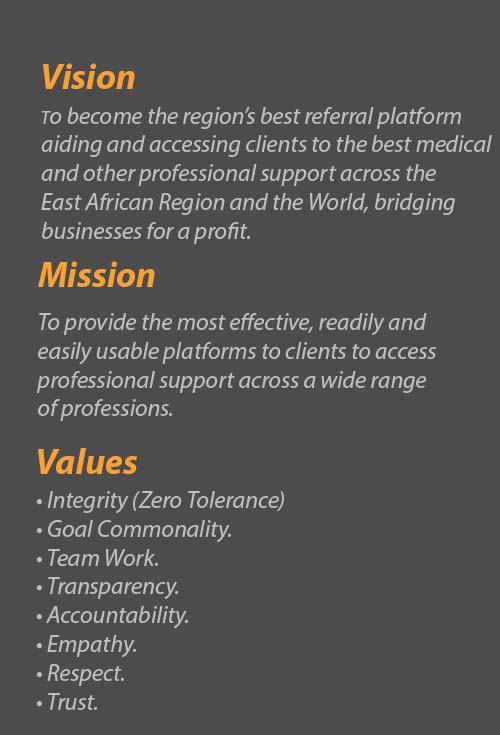 Vision
To become the region's best referral platform
aiding and accessing clients to the best medical
and other professional support across the
East African Region and the World, bridging
businesses for a profit.
Mission
To provide the most effective, readily and
easily usable platforms to clients to access
professional support across a wide range
of professions.
Values
• Integrity (Zero Tolerance)
• Goal Commonality.
• Team Work.
• Transparency.
• Accountability.
• Empathy.
• Respect.
• Trust.